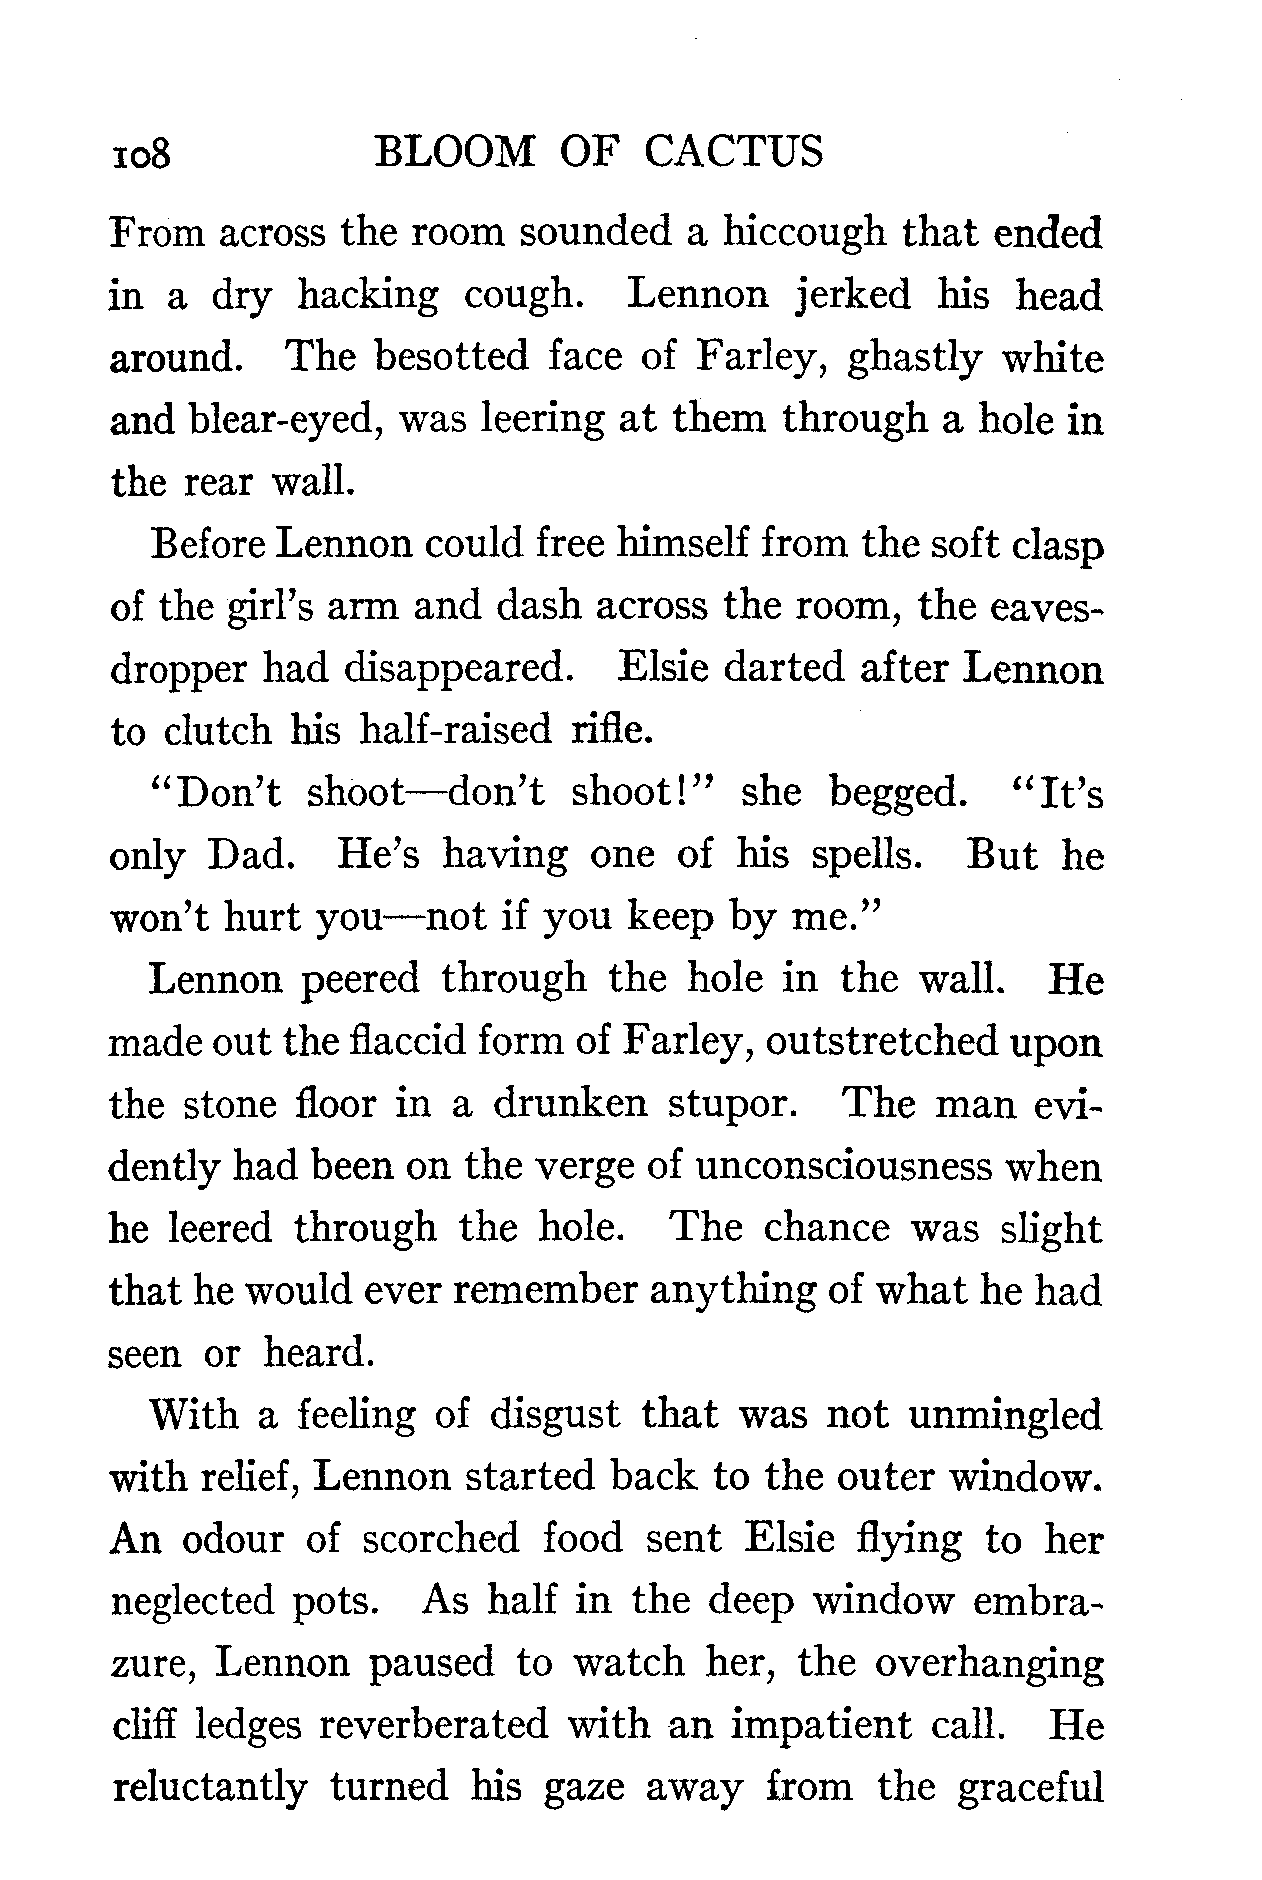 108 BLOOM OF CACTUS
From across the room sounded a hiccough that ended
in a dry hacking cough. Lennon jerked his head
around. The besotted face of Farley, ghastly white
and blear-eyed, was leering at them through a hole in
the rear wall.
Before Lennon could free himself from the soft clasp
of the girl's arm and dash across the room, the eaves-
dropper had disappeared. Elsie darted after Lennon
to clutch his half-raised rifle.
“Don't shoot—don't shoot!” she begged. “It's
only Dad. He's having one of his spells. But he
won't hurt you—not if you keep by me.”
Lennon peered through the hole in the wall. He
made out the flaccid form of Farley, outstretched upon
the stone floor in a drunken stupor. The man evi-
dently had been on the verge of unconsciousness when
he leered through the hole. The chance was slight
that he would ever remember anything of what he had
seen or heard.
With a feeling of disgust that was not unmingled
with relief, Lennon started back to the outer window.
An odour of scorched food sent Elsie flying to her
neglected pots. As half in the deep window embra-
zure, Lennon paused to watch her, the overhanging
cliff ledges reverberated with an impatient call. He
reluctantly turned his gaze away from the graceful